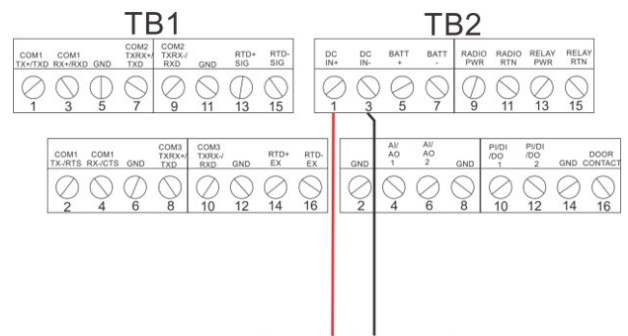 TB1 TB2
COM1 TX+/TXD COM1 RX+/RXD GND COM2 TXRX+/ TXD COM2 TXRX-/ RXD GND RTD+ SIG RTD- SIG
1 3 5 7 9 11 13 15
DC IN+ DC IN- BATT + BATT - RADIO PWR RADIO RTN RELAY PWR RELAY RTN
1 3 5 7 9 11 13 15
COM1 TX-/RTS COM1 RX-/CTS GND COM3 TXRX+/ TXD COM3 TXRX-/ RXD GND RTD+ EX RTD- EX
2 4 6 8 10 12 14 16
GND AI/ AO 1 AI/ AO 2 GND PI/DI /DO 1 PI/DI /DO 2 GND DOOR CONTACT
2 4 6 8 10 12 14 16